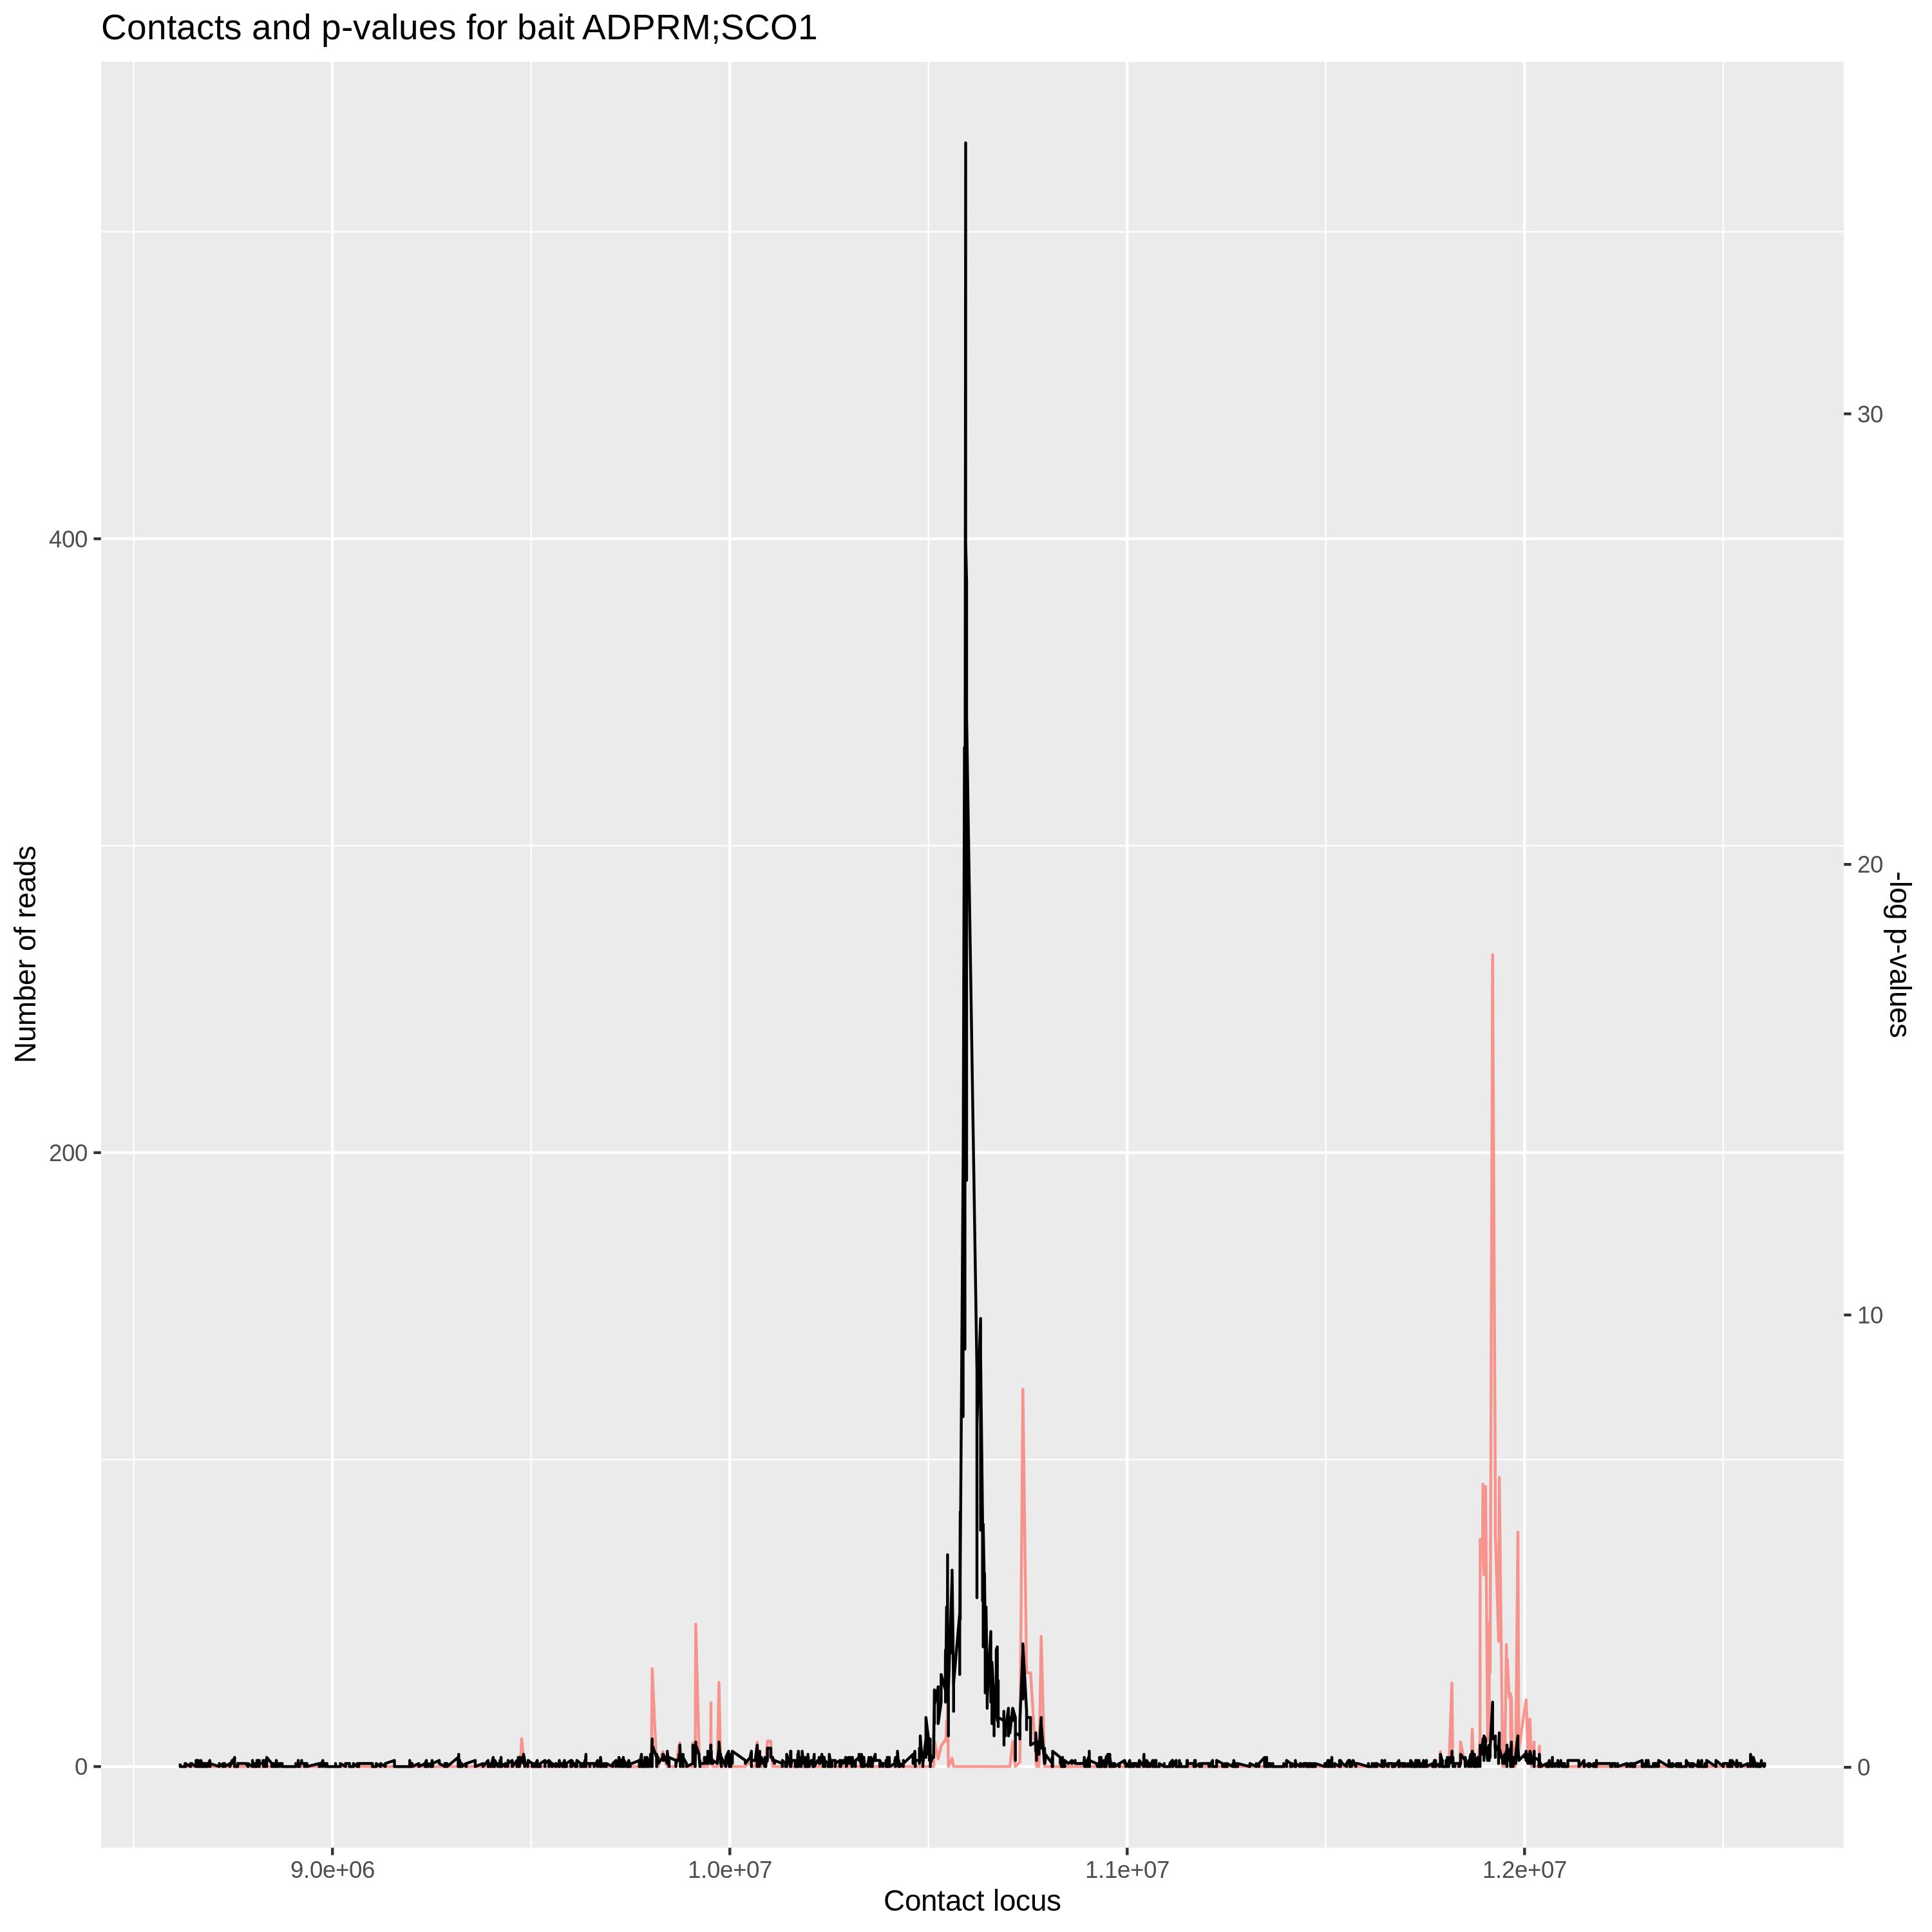 Contacts and p-values for bait ADPRM;SCO1
Number of reads
400
200
0
30
20
10
0
-log p-values
9.0e+06
1.0e+07
1.1e+07
1.2e+07
Contact locus